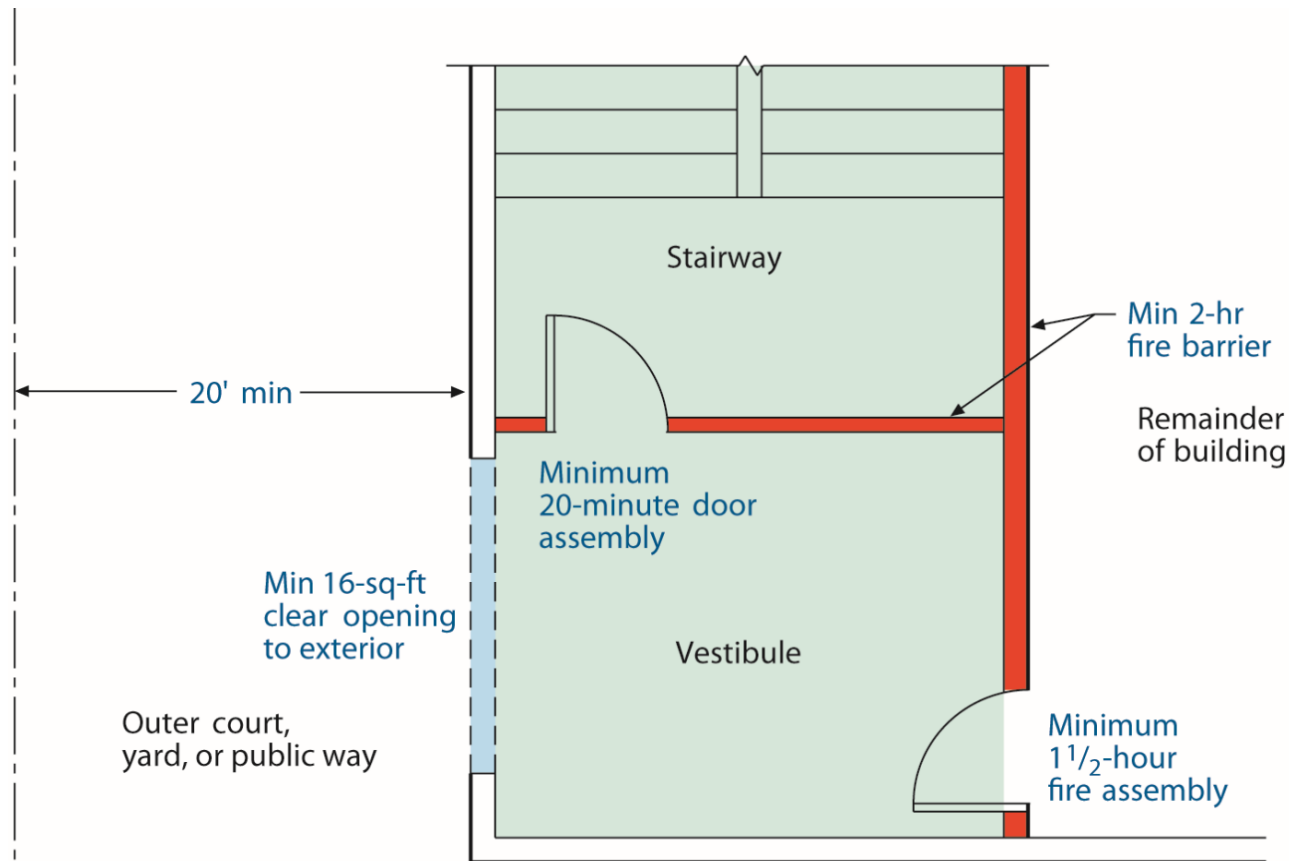 Stairway
Min 2-hr
fire barrier
20' min
Remainder
of building
Minimum
20-minute door
assembly
Min 16-sq-ft
clear opening
to exterior
Vestibule
Outer court,
yard, or public way
Minimum
1 1/2-hour
fire assembly